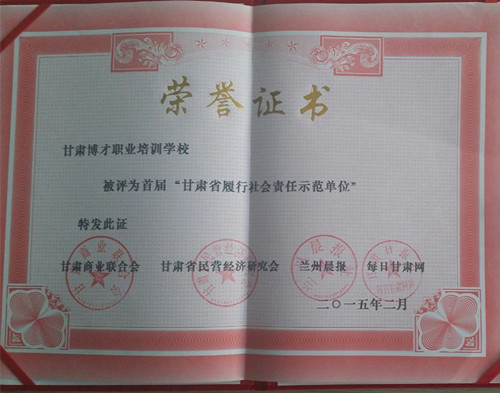 荣誉证书
甘肃博才职业培训学校
被评为首届“甘肃省履行社会责任示范单位”
特发此证
甘肃商业联合会 甘肃省民营经济研究会 兰州晨报 每日甘肃网
二〇一五年二月